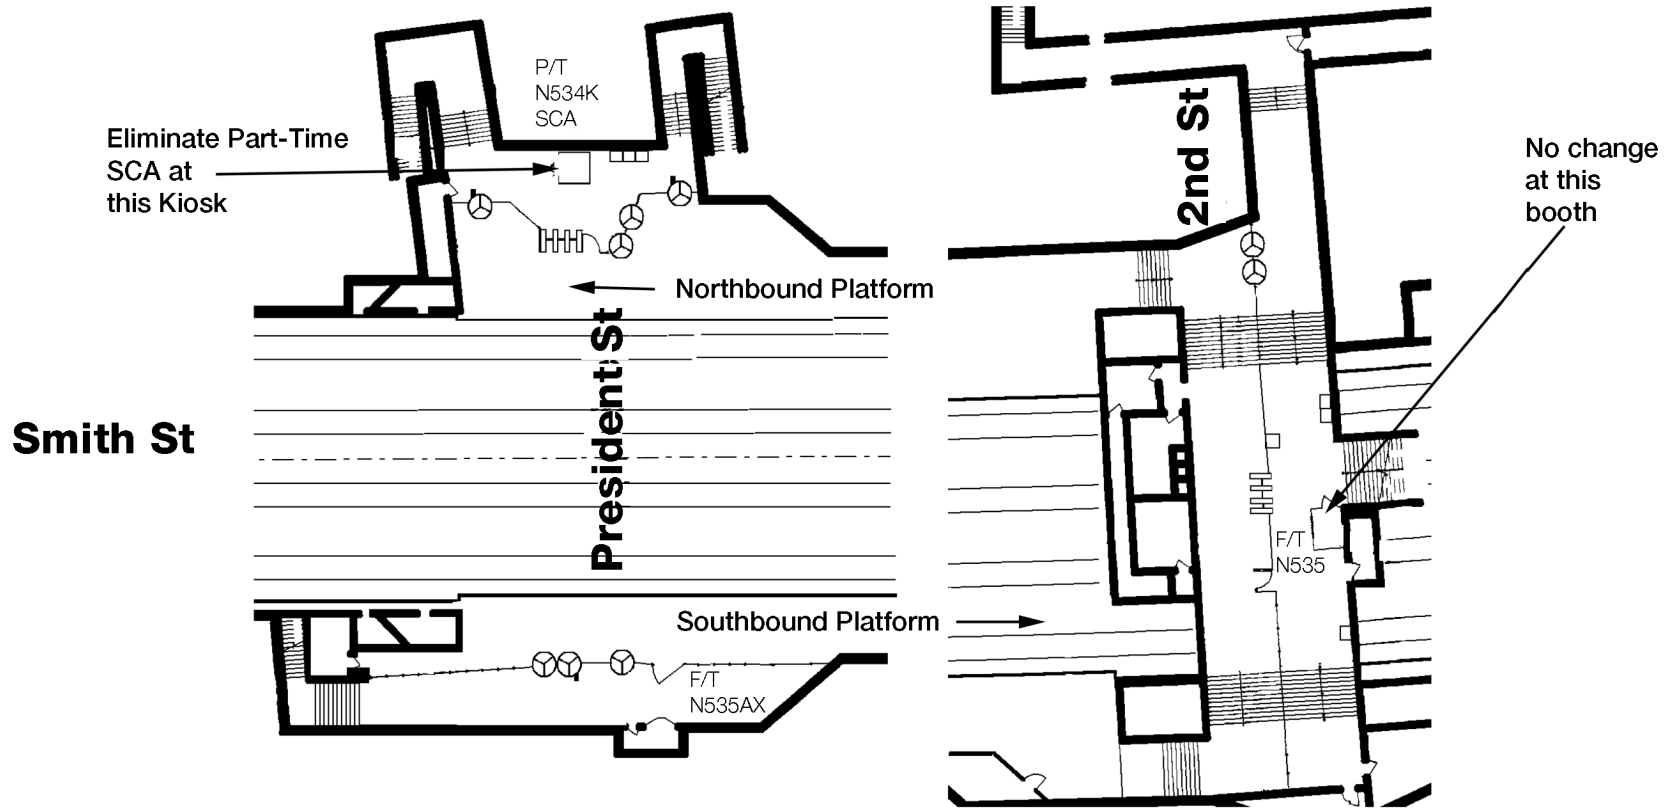 P/T
N534K
SCA
Eliminate Part-Time
SCA at
this Kiosk
2nd St
No change
at this
booth
Northbound Platform
President St
Smith St
F/T
N535
Southbound Platform
F/T
N535AX